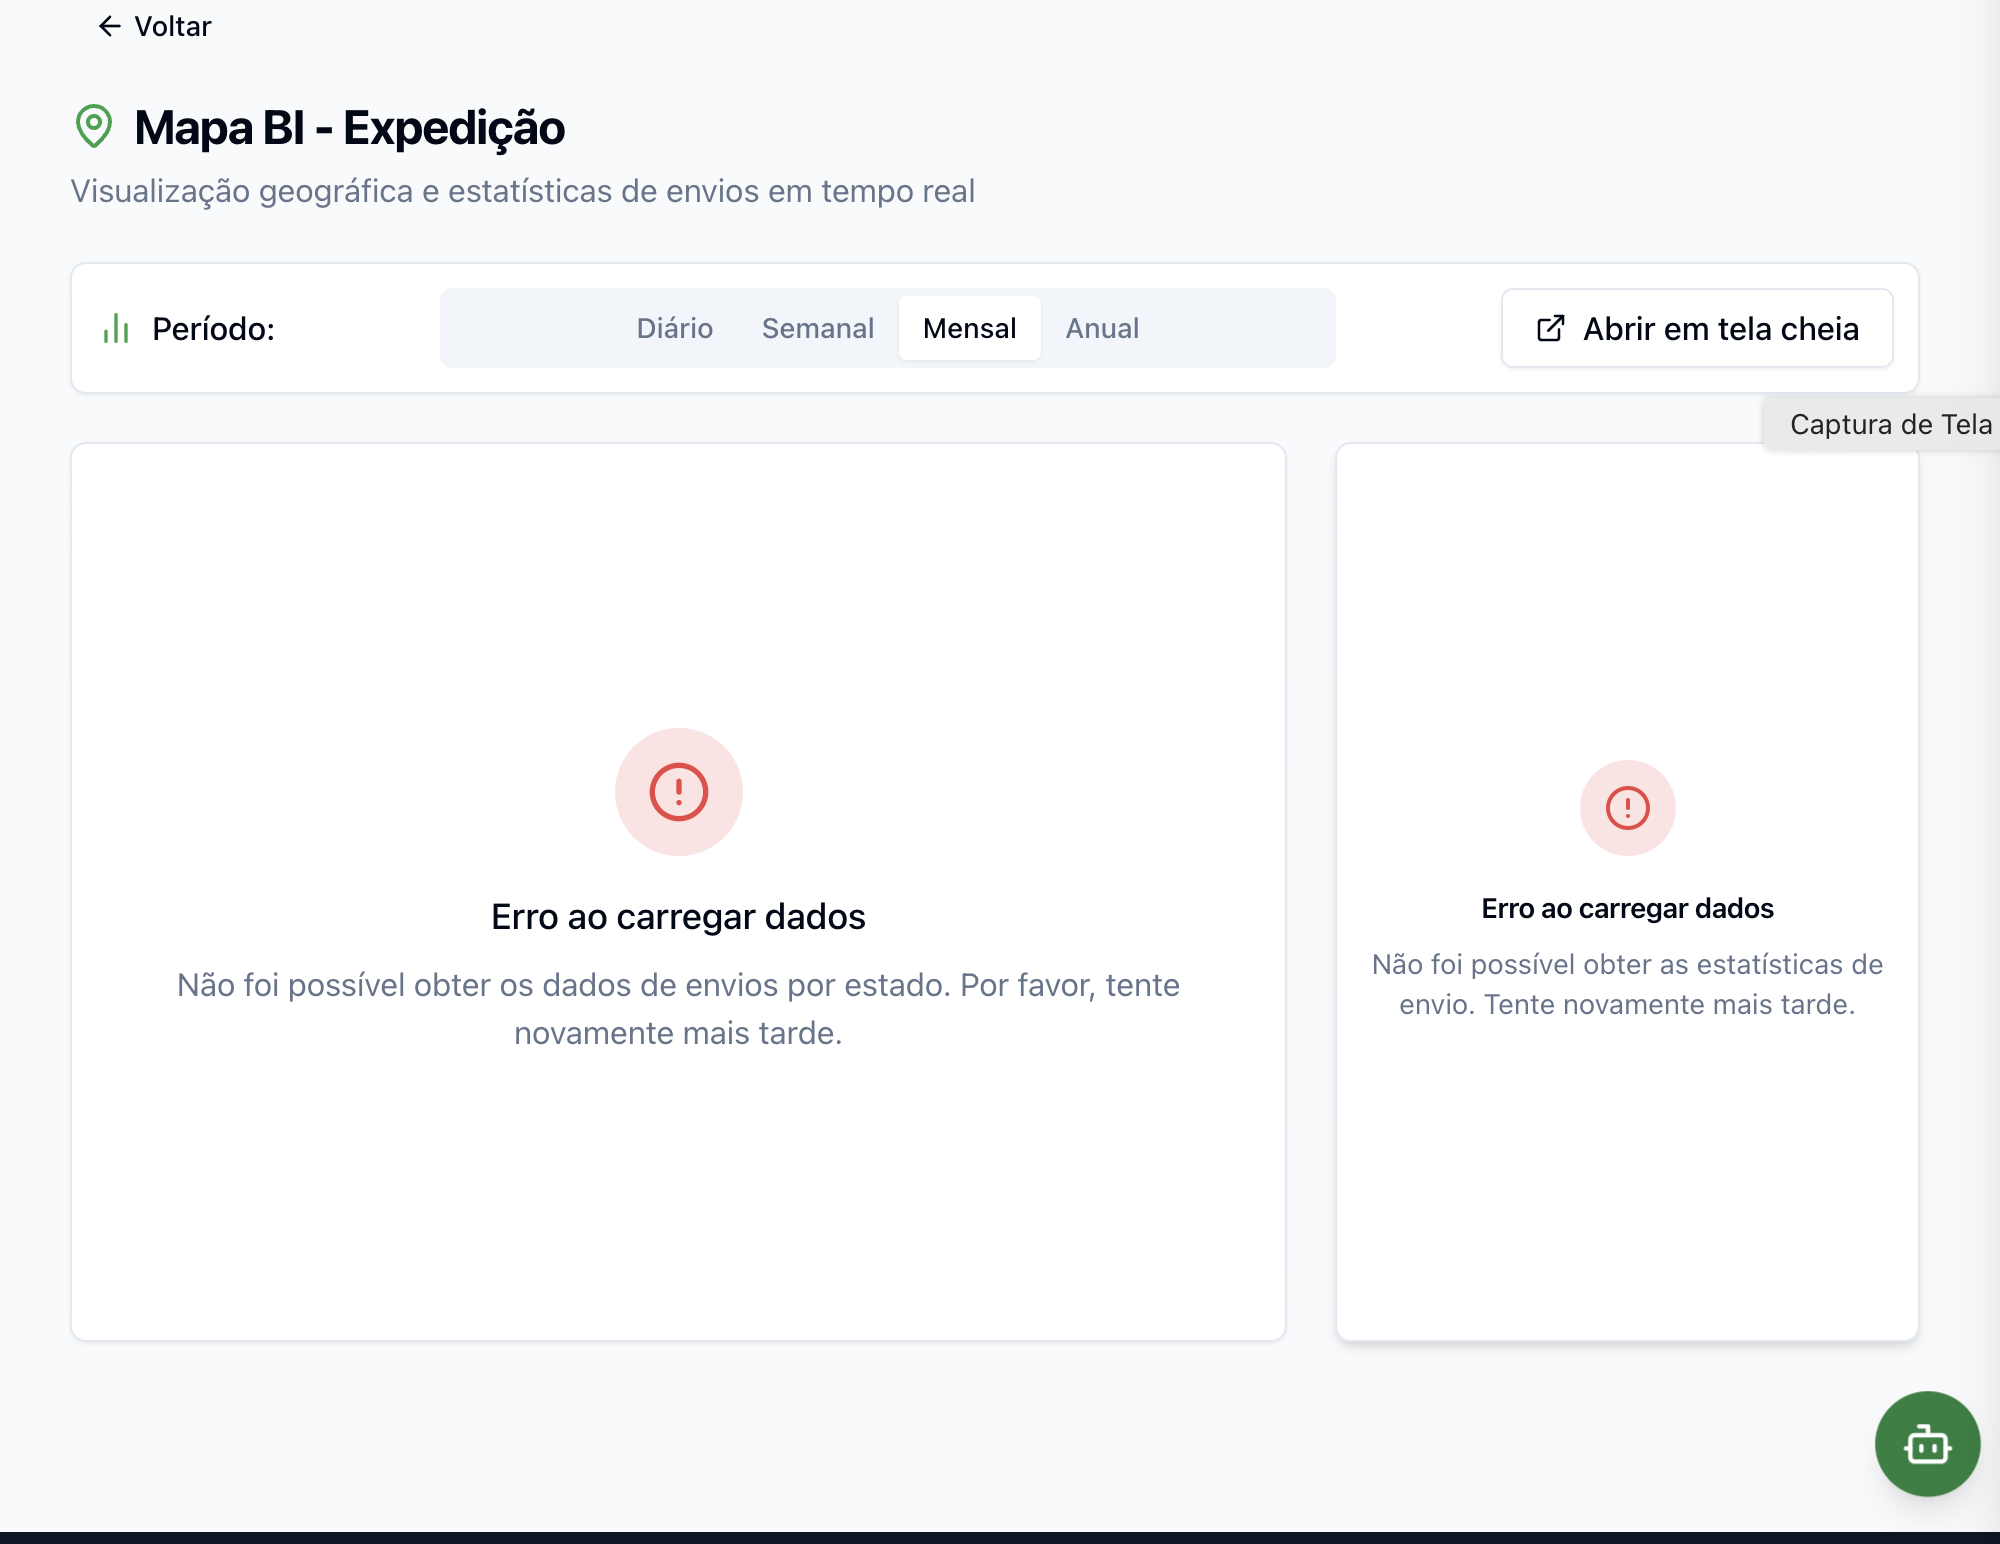 Voltar
Mapa BI - Expedição
Visualização geográfica e estatísticas de envios em tempo real
Período:
Diário
Semanal
Mensal
Anual
Abrir em tela cheia
Captura de Tela
Erro ao carregar dados
Não foi possível obter os dados de envios por estado. Por favor, tente
novamente mais tarde.
Erro ao carregar dados
Não foi possível obter as estatísticas de
envio. Tente novamente mais tarde.